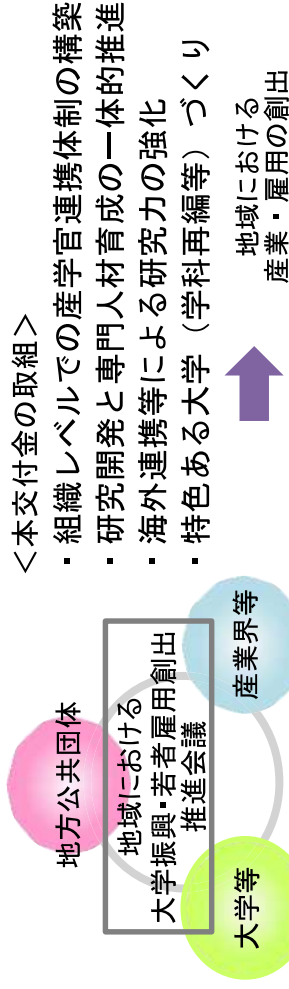 地方公共団体
地域における
大学振興・若者雇用創出
推進会議
大学等
産業界等
＜本交付金の取組＞
・組織レベルでの産学官連携体制の構築
・研究開発と専門人材育成の一体的推進
・海外連携等による研究力の強化
・特色ある大学（学科再編等）づくり
地域における
産業・雇用の創出